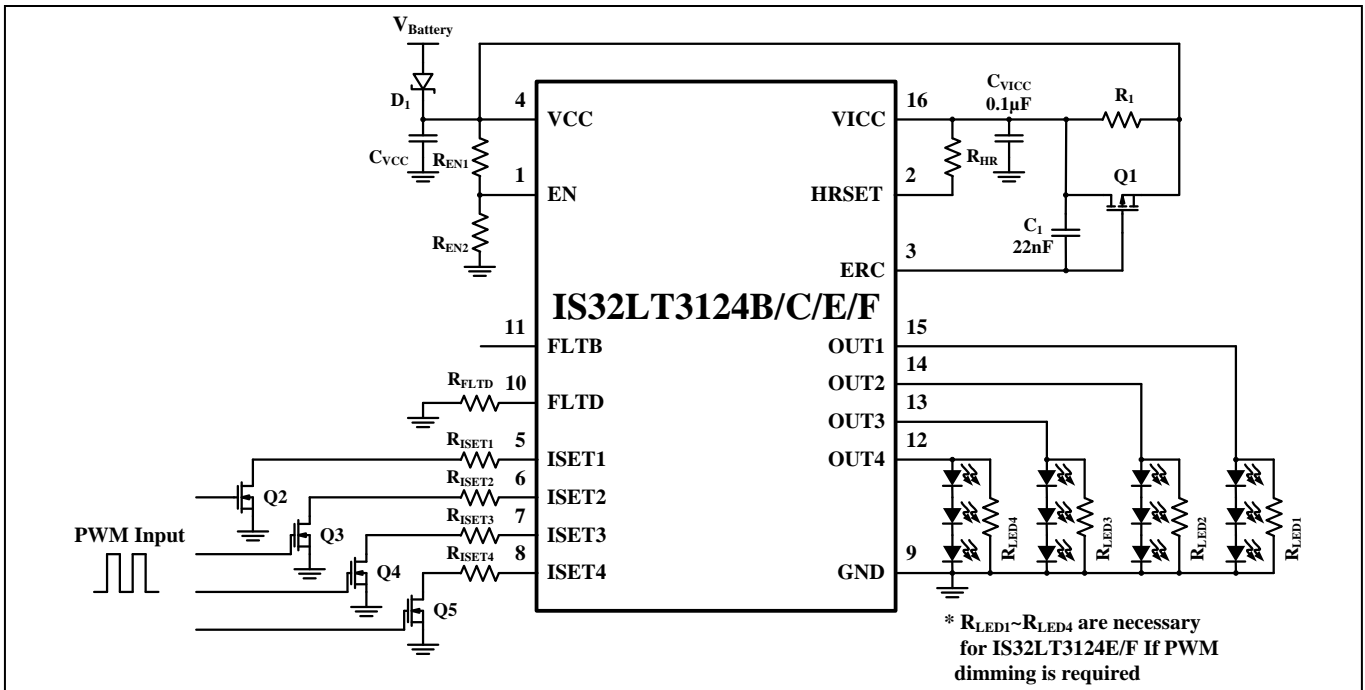 VBattery
D1
CVCC
REN1
REN2
4
VCC
1
EN
11
FLTB
RFLTD
10
FLTD
RISET1
5
ISET1
RISET2
6
ISET2
RISET3
7
ISET3
RISET4
8
ISET4
Q2
Q3
Q4
Q5
PWM Input
IS32LT3124B/C/E/F
16
VICC
2
HRSET
3
ERC
15
OUT1
14
OUT2
13
OUT3
12
OUT4
9
GND
CVICC
0.1µF
R1
RHR
Q1
C1
22nF
RLED4
RLED3
RLED2
RLED1
* RLED1~RLED4 are necessary
for IS32LT3124E/F If PWM
dimming is required